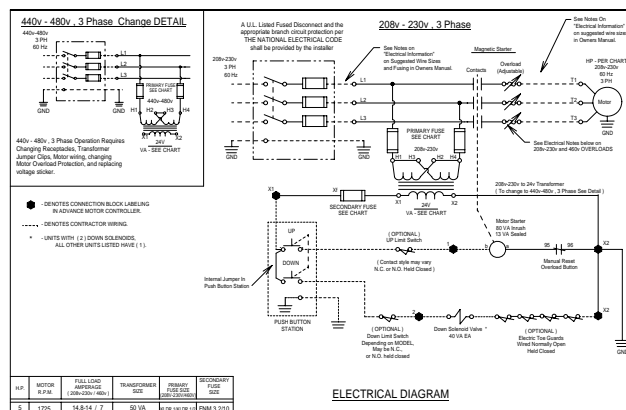 440v - 480v , 3 Phase Change DETAIL
440v-480v
3 PH
60 Hz
L1
L2
L3
PRIMARY FUSE
SEE CHART
440v-480v
H1 H3 H2 H4
GND
GND
X1 X2
24V
VA - SEE CHART
440v - 480v , 3 Phase Operation Requires
Changing Receptacles, Transformer
Jumper Clips, Motor wiring, changing
Motor Overload Protection, and replacing
voltage sticker.
- DENOTES CONNECTION BLOCK LABELING
IN ADVANCE MOTOR CONTROLLER.
- DENOTES CONTRACTOR WIRING.
* - UNITS WITH ( 2 ) DOWN SOLENOIDS,
ALL OTHER UNITS LISTED HAVE ( 1 ).
A U.L. Listed Fused Disconnect and the
appropriate branch circuit protection per
THE NATIONAL ELECTRICAL CODE
shall be provided by the installer
208v - 230v , 3 Phase
See Notes On
"Electrical Information"
on suggested wire sizes
in Owners Manual.
See Notes on
"Electrical Information"
on Suggested Wire Sizes
and Fusing in Owners Manual.
Magnetic Starter
Contacts
Overload
(Adjustable)
HP - PER CHART
208v-230v
60 Hz
3 PH
208v-230v
3 PH
60 Hz
L1
L2
L3
T1
T2
T3
Motor
GND
GND
GND
PRIMARY FUSE
SEE CHART
208v-230v
See Electrical Notes below on
208v-230v and 460v OVERLOADS
H1 H3 H2 H4
X1 X2
24V
VA - SEE CHART
208v-230v to 24v Transformer
( To change to 440v-480v , 3 Phase See Detail )
X1
Xf
SECONDARY FUSE
SEE CHART
X2
UP
DOWN
( OPTIONAL )
UP Limit Switch
( Contact style may vary
N.C. or N.O. Held Closed )
1
Motor Starter
80 VA Inrush
13 VA Sealed
b
a
95 96
Manual Reset
Overload Button
X2
Internal Jumper In
Push Button Station
PUSH BUTTON
STATION
GND
2
( OPTIONAL )
Down Limit Switch
Depending on MODEL,
May be N.C.,
or N.O. held closed
Down Solenoid Valve *
40 VA EA
( OPTIONAL )
Electric Toe Guards
Wired Normally Open
Held Closed
X2
GND
ELECTRICAL DIAGRAM
H.P. MOTOR R.P.M. FULL LOAD AMPERAGE ( 208v-230v / 460v ) TRANSFORMER SIZE PRIMARY FUSE SIZE SECONDARY FUSE SIZE
5 1725 14.8-14 / 7 50 VA FNM 3 2/10